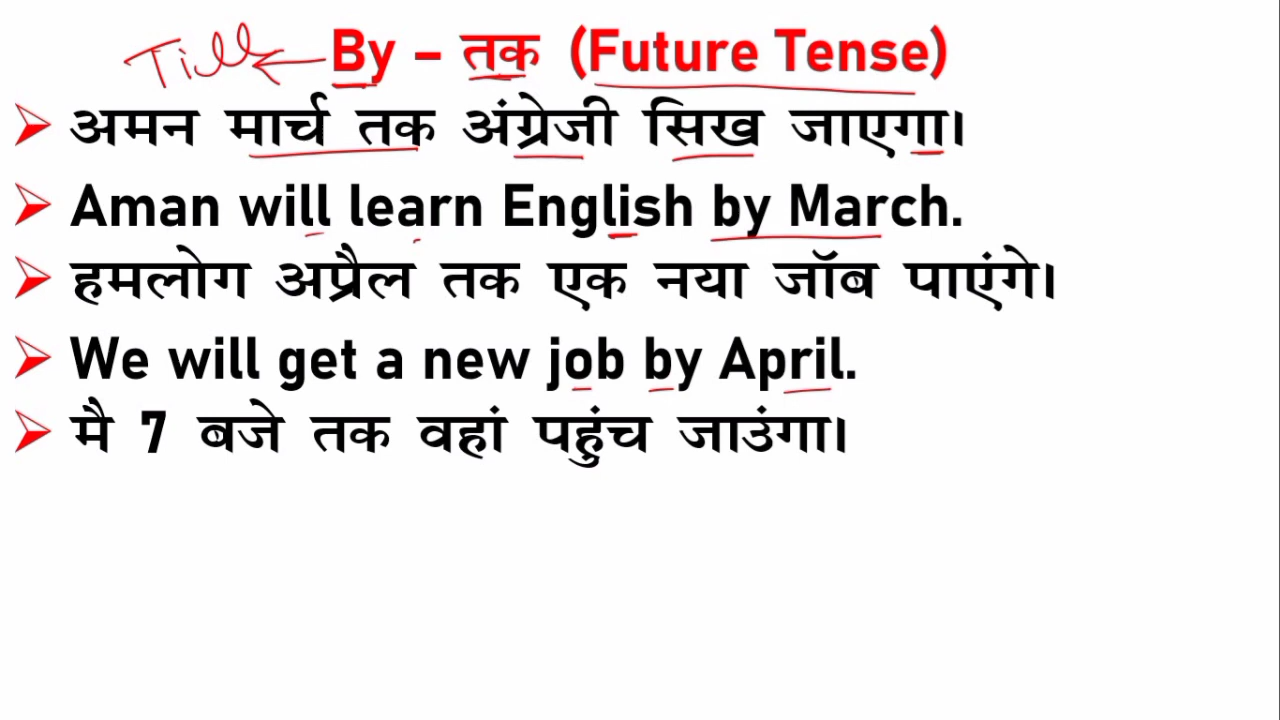 Till ← By – तक (Future Tense)
➢ अमन मार्च तक अंग्रेजी सिख जाएगा।
➢ Aman will learn English by March.
➢ हमलोग अप्रैल तक एक नया जॉब पाएंगे।
➢ We will get a new job by April.
➢ मै 7 बजे तक वहां पहुंच जाउंगा।